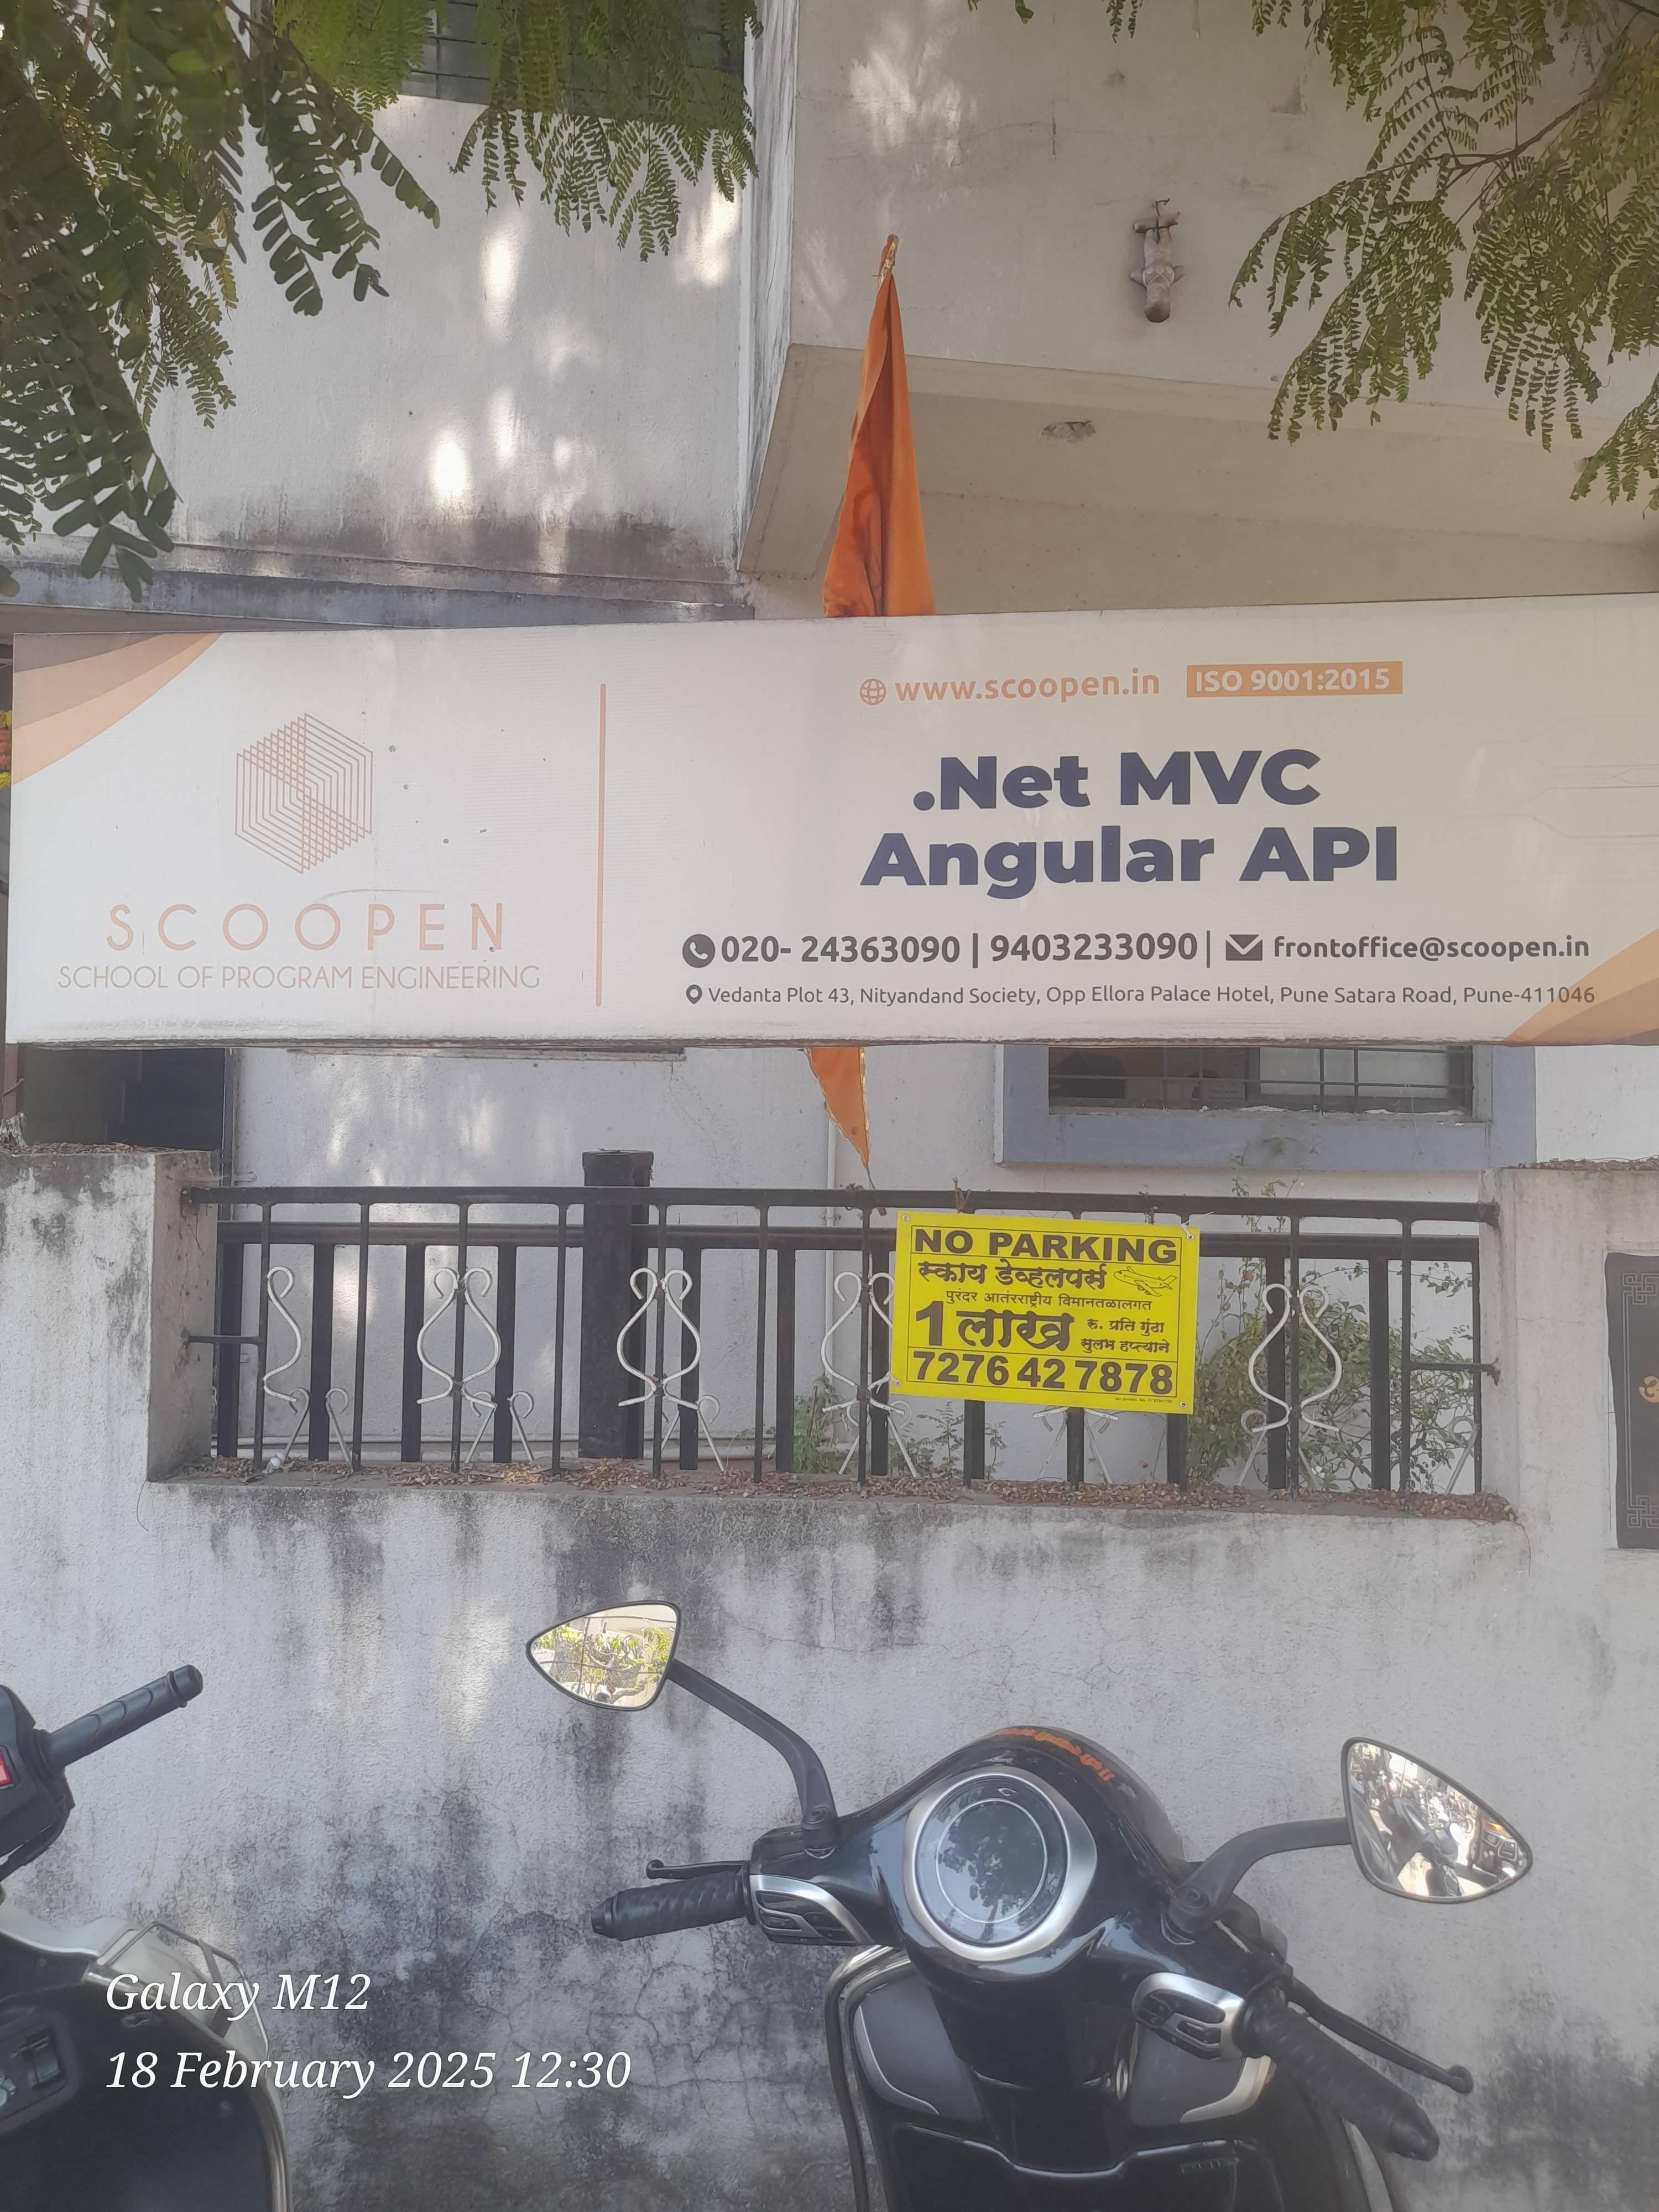 www.scoopen.in ISO 9001:2015
.Net MVC
Angular API
SCOOPEN
SCHOOL OF PROGRAM ENGINEERING
020- 24363090 | 9403233090 | frontoffice@scoopen.in
Vedanta Plot 43, Nityandand Society, Opp Ellora Palace Hotel, Pune Satara Road, Pune-411046
NO PARKING
स्काय डेव्हलपर्स
पुरंदर आतंरराष्ट्रीय विमानतळालगत
1 लाख रु. प्रति गुंठा
सुलभ हप्त्याने
7276 42 7878
Galaxy M12
18 February 2025 12:30